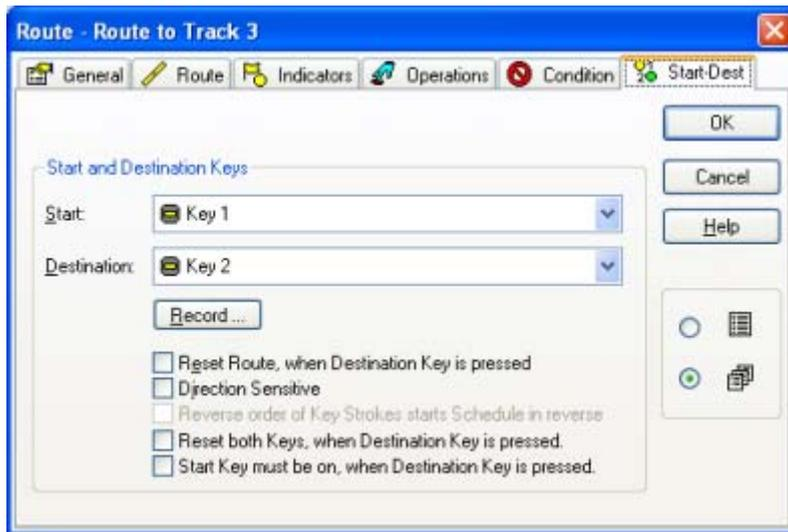 Route - Route to Track 3
General Route Indicators Operations Condition Start-Dest
OK
Start and Destination Keys
Cancel
Start: Key 1
Help
Destination: Key 2
Record ...
Reset Route, when Destination Key is pressed
Direction Sensitive
Reverse order of Key Strokes starts Schedule in reverse
Reset both Keys, when Destination Key is pressed.
Start Key must be on, when Destination Key is pressed.